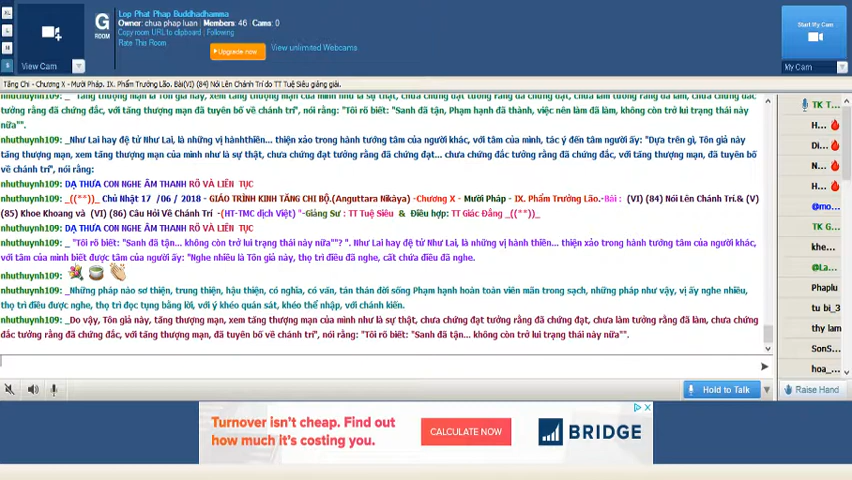 Lop Phat Phap Buddhadhamma
Owner: chua phap luan | Members: 46 | Cams: 0
Copy room URL to clipboard | Following
Rate This Room
G
ROOM
Upgrade now
View unlimited Webcams
View Cam
Start My Cam
My Cam
Tăng Chi - Chương X - Mười Pháp. IX. Phẩm Trưởng Lão. Bài(VI) (84) Nói Lên Chánh Trí do TT Tuệ Siêu giảng giải.
tưởng rằng đã chứng đắc, với tăng thượng mạn đã tuyên bố về chánh trí", nói rằng: "Tôi rõ biết: "Sanh đã tận, Phạm hạnh đã thành, việc nên làm đã làm, không còn trở lui trạng thái này
nữa"".
nhuthuynh109: _Như Lai hay đệ tử Như Lai, là những vị hànhthiền... thiện xảo trong hành tướng tâm của người khác, với tâm của mình, tác ý đến tâm người ấy: "Dựa trên gì, Tôn giả này
tăng thượng mạn, xem tăng thượng mạn của mình như là sự thật, chưa chứng đạt tưởng rằng đã chứng đạt... chưa chứng đắc tưởng rằng đã chứng đắc, với tăng thượng mạn, đã tuyên bố
về chánh trí", nói rằng:
nhuthuynh109: DẠ THƯA CON NGHE ÂM THANH RÕ VÀ LIÊN TỤC
nhuthuynh109: _((**))_ Chủ Nhật 17 /06 / 2018 - GIÁO TRÌNH KINH TĂNG CHI BỘ.(Anguttara Nikàya) -Chương X - Mười Pháp - IX. Phẩm Trưởng Lão.-Bài : (VI) (84) Nói Lên Chánh Trí.& (V)
(85) Khoe Khoang và (VI) (86) Câu Hỏi Về Chánh Trí -(HT-TMC dịch Việt) "-Giảng Sư : TT Tuệ Siêu & Điều hợp: TT Giác Đẳng _((**))_
nhuthuynh109: DẠ THƯA CON NGHE ÂM THANH RÕ VÀ LIÊN TỤC
nhuthuynh109: _ "Tôi rõ biết: "Sanh đã tận... không còn trở lui trạng thái này nữa""? ". Như Lai hay đệ tử Như Lai, là những vị hành thiền... thiện xảo trong hành tướng tâm của người khác,
với tâm của mình biết được tâm của người ấy: "Nghe nhiều là Tôn giả này, thọ trì điều đã nghe, cất chứa điều đã nghe.
nhuthuynh109:
nhuthuynh109: _Những pháp nào sơ thiện, trung thiện, hậu thiện, có nghĩa, có văn, tán thán đời sống Phạm hạnh hoàn toàn viên mãn trong sạch, những pháp như vậy, vị ấy nghe nhiều,
thọ trì điều được nghe, thọ trì đọc tụng bằng lời, với ý khéo quán sát, khéo thể nhập, với chánh kiến.
nhuthuynh109: _Do vậy, Tôn giả này, tăng thượng mạn, xem tăng thượng mạn của mình như là sự thật, chưa chứng đạt tưởng rằng đã chứng đạt, chưa làm tưởng rằng đã làm, chưa chứng
đắc tưởng rằng đã chứng đắc, với tăng thượng mạn, đã tuyên bố về chánh trí", nói rằng: "Tôi rõ biết: "Sanh đã tận... không còn trở lui trạng thái này nữa"".
TK T...
H...
Di...
N...
H...
@mo...
TK G...
khe...
@La...
Phaplu
tu bi_3
thy lam
SonS...
hoa_...
Hold to Talk
Raise Hand
Turnover isn't cheap. Find out
how much it's costing you.
CALCULATE NOW
BRIDGE